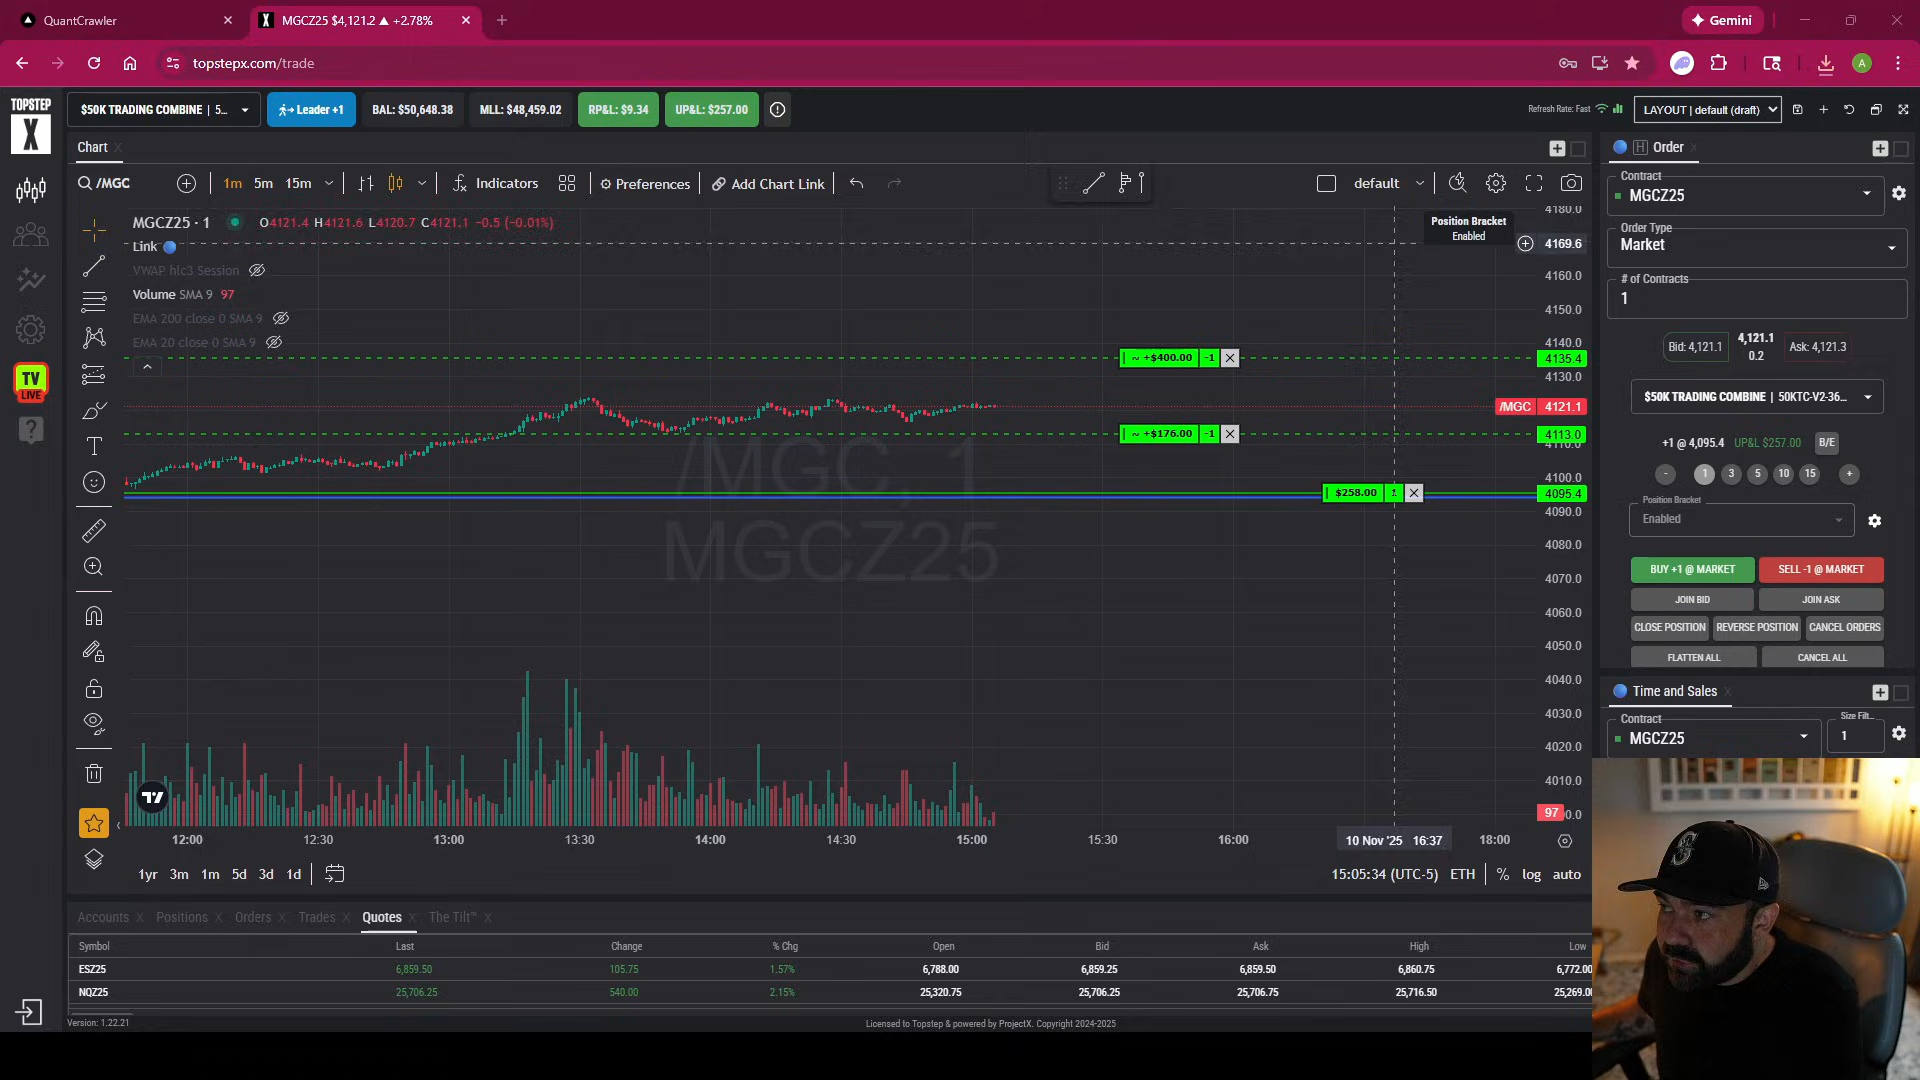 QuantCrawler
MGCZ25 $4,121.2 ▲ +2.78%
Gemini
topstepx.com/trade
A
TOPSTEP
X
$50K TRADING COMBINE | 5...
Leader +1
BAL: $50,648.38
MLL: $48,459.02
RP&L: $9.34
UP&L: $257.00
Refresh Rate: Fast
LAYOUT | default (draft)
Chart
/MGC
1m 5m 15m
Indicators
Preferences
Add Chart Link
default
MGCZ25 · 1 O4121.4 H4121.6 L4120.7 C4121.1 −0.5 (−0.01%)
Link
VWAP hlc3 Session
Volume SMA 9 97
EMA 200 close 0 SMA 9
EMA 20 close 0 SMA 9
Position Bracket
Enabled
4180.0
4169.6
4160.0
4150.0
4140.0
~ +$400.00 -1
4135.4
4130.0
/MGC 4121.1
~ +$176.00 -1
4113.0
4110.0
4100.0
$258.00 1
4095.4
4090.0
4080.0
4070.0
4060.0
4050.0
4040.0
4030.0
4020.0
4010.0
97
/MGC, 1
MGCZ25
TV
LIVE
12:00 12:30 13:00 13:30 14:00 14:30 15:00 15:30 16:00 10 Nov '25 16:37 18:00
1yr 3m 1m 5d 3d 1d
15:05:34 (UTC-5) ETH % log auto
Accounts Positions Orders Trades Quotes The Tilt™
Symbol Last Change % Chg Open Bid Ask High Low
ESZ25 6,859.50 105.75 1.57% 6,788.00 6,859.25 6,859.50 6,860.75 6,772.00
NQZ25 25,706.25 540.00 2.15% 25,320.75 25,706.25 25,706.75 25,716.50 25,269.00
Version: 1.22.21
Licensed to Topstep & powered by ProjectX. Copyright 2024-2025
H Order
Contract
MGCZ25
Order Type
Market
# of Contracts
1
Bid: 4,121.1
4,121.1
0.2
Ask: 4,121.3
$50K TRADING COMBINE | 50KTC-V2-36...
+1 @ 4,095.4 UP&L $257.00 B/E
- 1 3 5 10 15 +
Position Bracket
Enabled
BUY +1 @ MARKET
SELL -1 @ MARKET
JOIN BID
JOIN ASK
CLOSE POSITION
REVERSE POSITION
CANCEL ORDERS
FLATTEN ALL
CANCEL ALL
Time and Sales
Contract
MGCZ25
Size Filt...
1